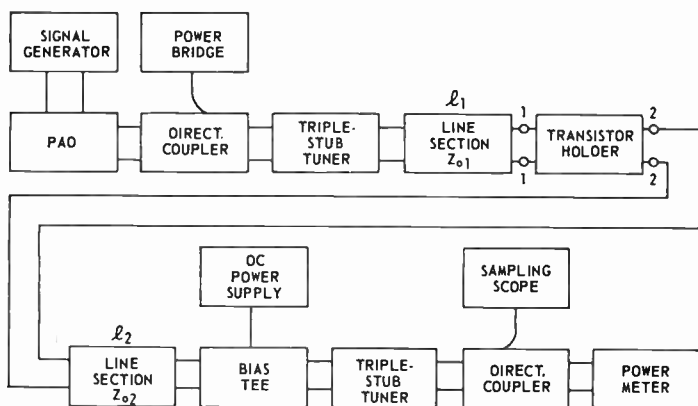 SIGNAL
GENERATOR
POWER
BRIDGE
PAO
OIRECT.
COUPLER
TRIPLE-
STUB
TUNER
ℓ1
LINE
SECTION
Zo1
1
1
TRANSISTOR
HOLOER
2
2
OC
POWER
SUPPLY
SAMPLING
SCOPE
ℓ2
LINE
SECTION
Zo2
BIAS
TEE
TRIPLE-
STUB
TUNER
OIRECT.
COUPLER
POWER
METER